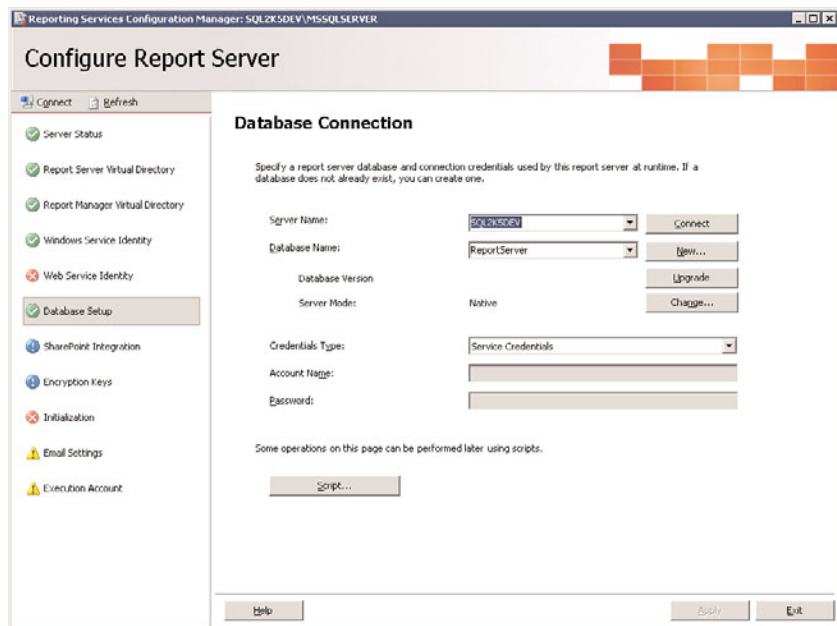 Reporting Services Configuration Manager: SQL2K5DEV\MSSQLSERVER
Configure Report Server
Connect Refresh
Server Status
Report Server Virtual Directory
Report Manager Virtual Directory
Windows Service Identity
Web Service Identity
Database Setup
SharePoint Integration
Encryption Keys
Initialization
Email Settings
Execution Account
Database Connection
Specify a report server database and connection credentials used by this report server at runtime. If a
database does not already exist, you can create one.
Server Name: SQL2K5DEV Connect
Database Name: ReportServer New...
Database Version Upgrade
Server Mode: Native Change...
Credentials Type: Service Credentials
Account Name:
Password:
Some operations on this page can be performed later using scripts.
Script...
Help Apply Exit